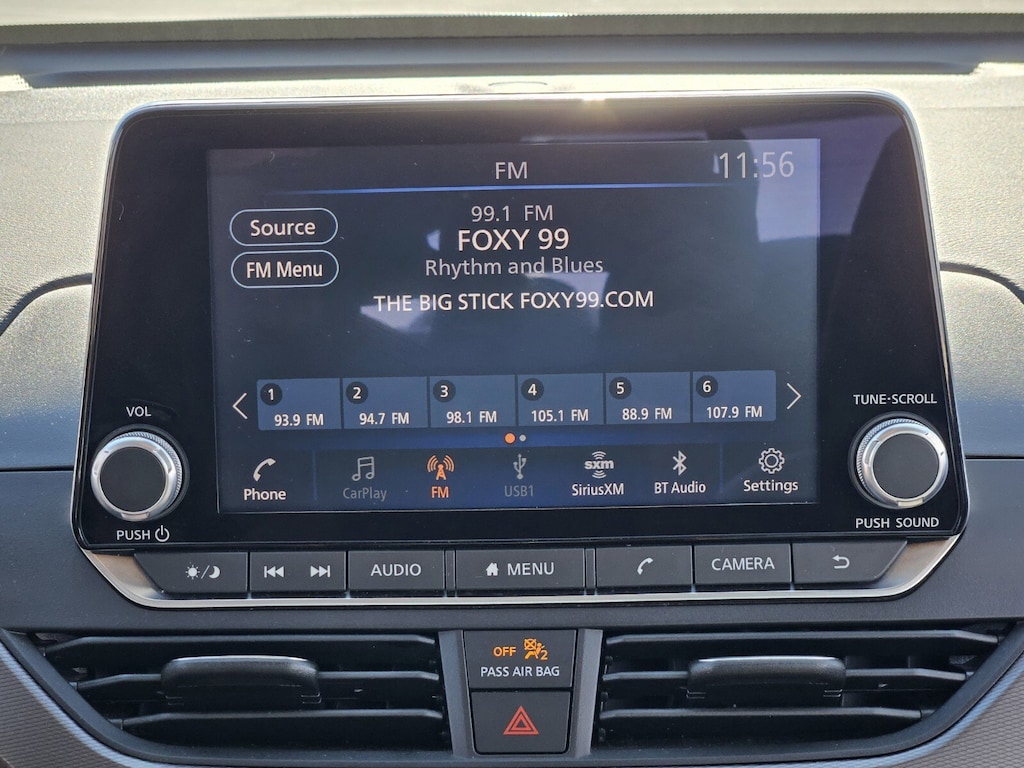 FM
11:56
99.1 FM
Source
FOXY 99
FM Menu
Rhythm and Blues
THE BIG STICK FOXY99.COM
1 2 3 4 5 6
93.9 FM 94.7 FM 98.1 FM 105.1 FM 88.9 FM 107.9 FM
VOL
TUNE·SCROLL
sxm
Phone CarPlay FM USB1 SiriusXM BT Audio Settings
PUSH
PUSH SOUND
AUDIO MENU CAMERA
OFF 2
PASS AIR BAG